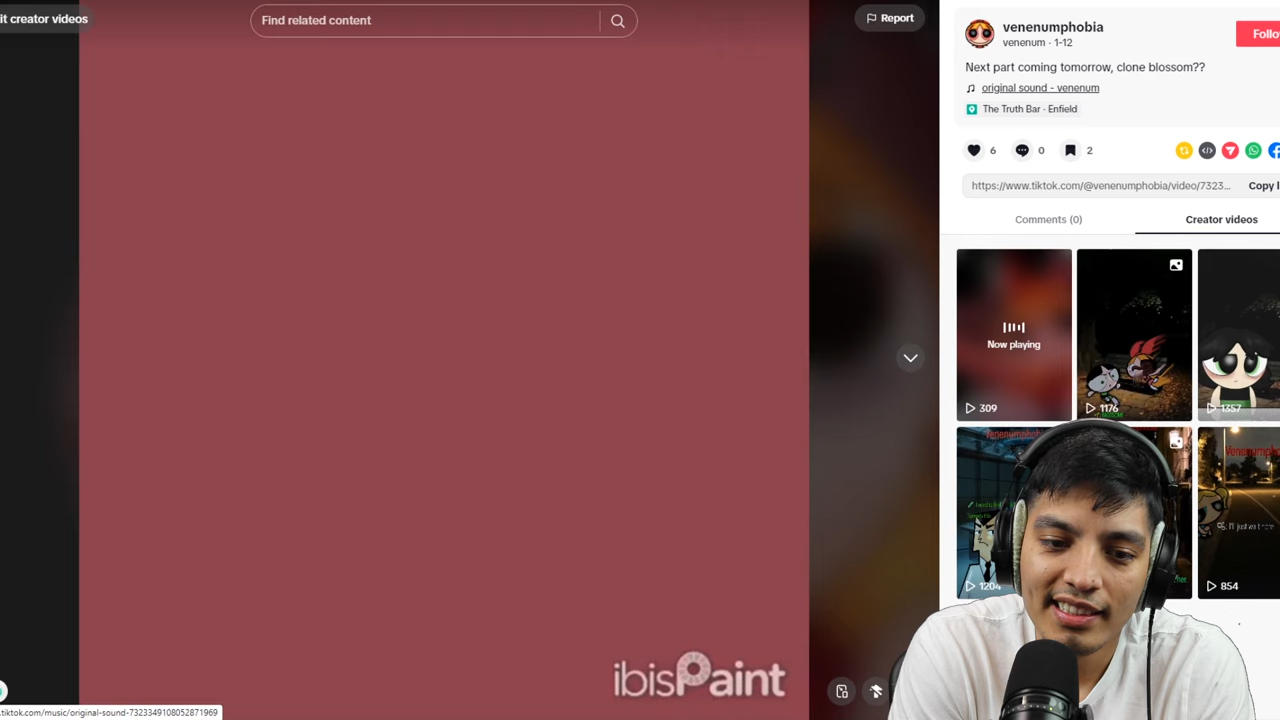 it creator videos
Find related content
Report
venenumphobia
venenum · 1-12
Follo
Next part coming tomorrow, clone blossom??
original sound - venenum
The Truth Bar · Enfield
6
0
2
https://www.tiktok.com/@venenumphobia/video/7323...
Copy l
Comments (0)
Creator videos
Now playing
309
1176
1357
1204
854
ibisPaint
.tiktok.com/music/original-sound-7323349108052871969